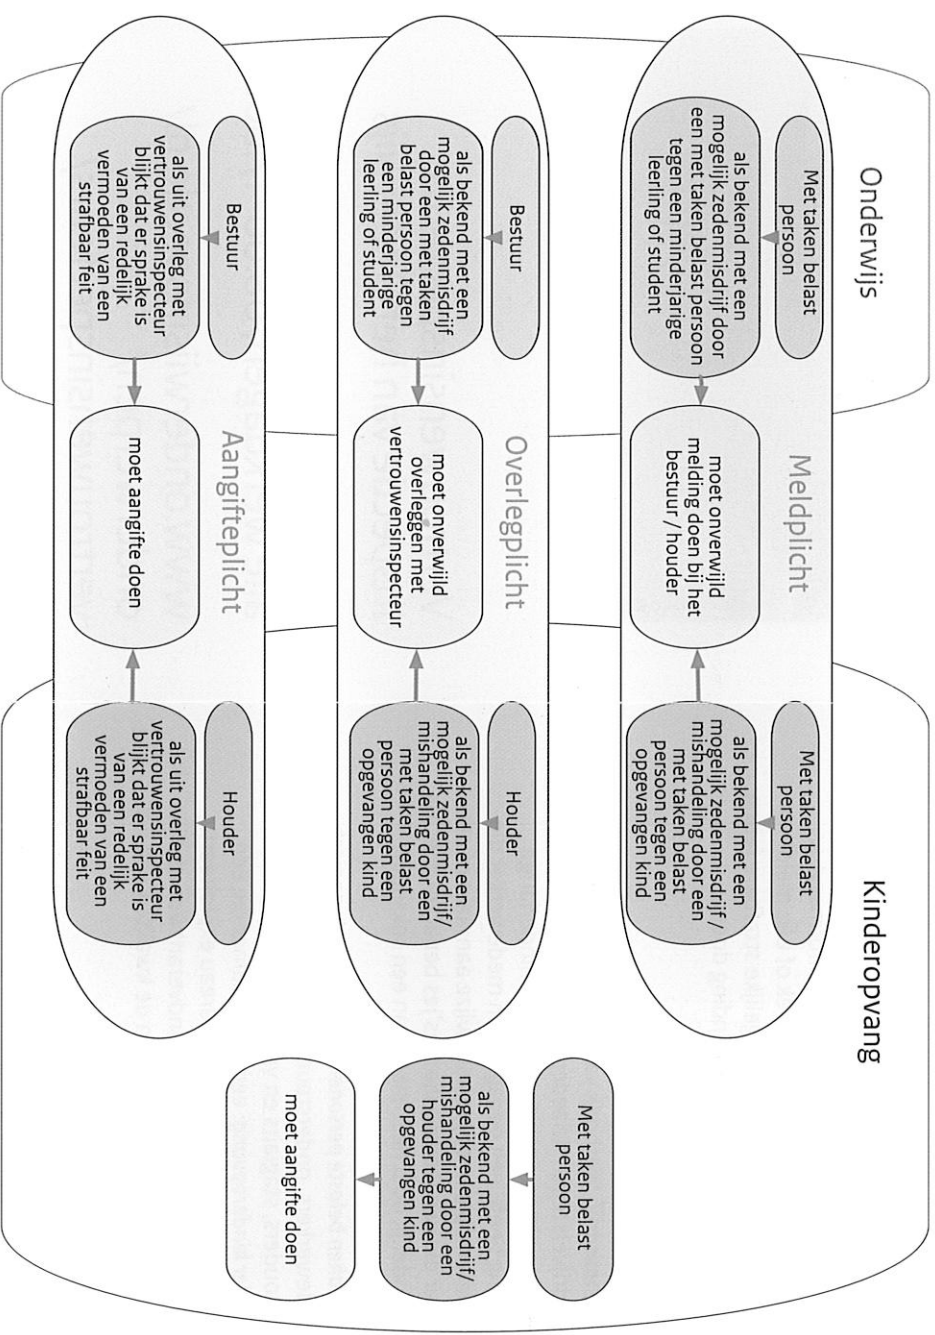 Onderwijs
Kinderopvang
Meldplicht
Met taken belast
persoon
als bekend met een
mogelijk zedenmisdrijf door
een met taken belast persoon
tegen een minderjarige
leerling of student
moet onverwijld
melding doen bij het
bestuur / houder
Met taken belast
persoon
als bekend met een
mogelijk zedenmisdrijf /
mishandeling door een
met taken belast
persoon tegen een
opgevangen kind
Overlegplicht
Bestuur
als bekend met een
mogelijk zedenmisdrijf
door een met taken
belast persoon tegen
een minderjarige
leerling of student
moet onverwijld
overleggen met
vertrouwensinspecteur
Houder
als bekend met een
mogelijk zedenmisdrijf/
mishandeling door een
met taken belast
persoon tegen een
opgevangen kind
Aangifteplicht
Bestuur
als uit overleg met
vertrouwensinspecteur
blijkt dat er sprake is
van een redelijk
vermoeden van een
strafbaar feit
moet aangifte doen
Houder
als uit overleg met
vertrouwensinspecteur
blijkt dat er sprake is
van een redelijk
vermoeden van een
strafbaar feit
Met taken belast
persoon
als bekend met een
mogelijk zedenmisdrijf/
mishandeling door een
houder tegen een
opgevangen kind
moet aangifte doen